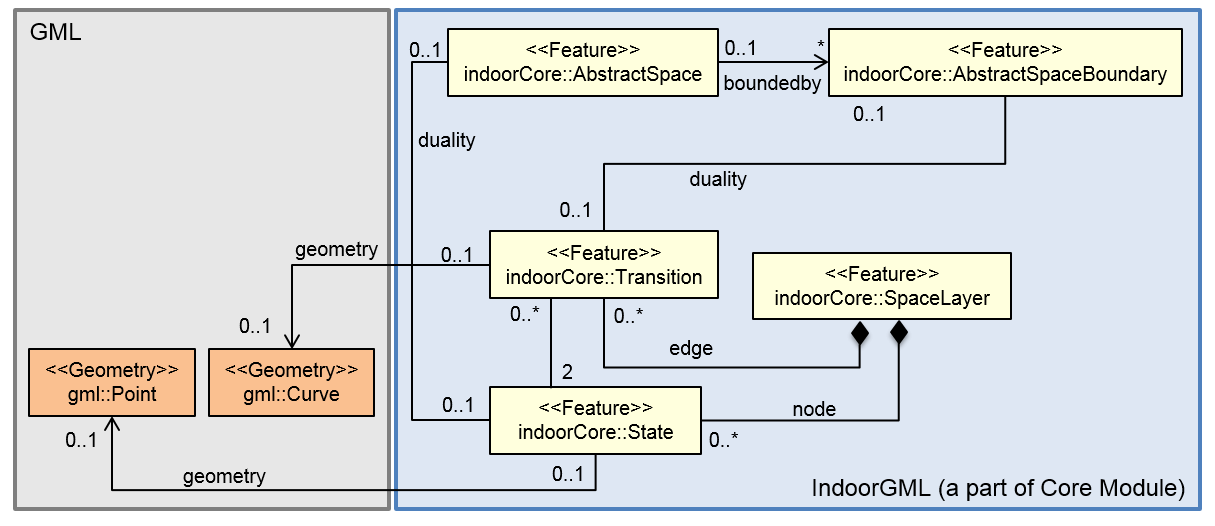 GML
0..1
<<Feature>>
indoorCore::AbstractSpace
0..1
*
boundedby
<<Feature>>
indoorCore::AbstractSpaceBoundary
0..1
duality
duality
0..1
geometry
0..1
<<Feature>>
indoorCore::Transition
<<Feature>>
indoorCore::SpaceLayer
0..*
0..*
0..1
edge
<<Geometry>>
gml::Point
<<Geometry>>
gml::Curve
2
0..1
<<Feature>>
indoorCore::State
node
0..*
0..1
geometry
0..1
IndoorGML (a part of Core Module)